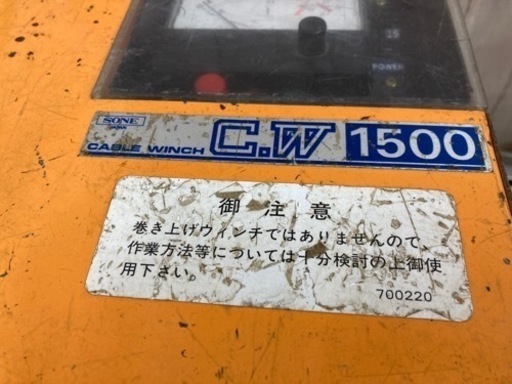 15
POWER
SONE
JAPAN
CABLE WINCH C.W 1500
御注意
巻き上げウィンチではありませんので、
作業方法等については十分検討の上御使
用下さい。
700220